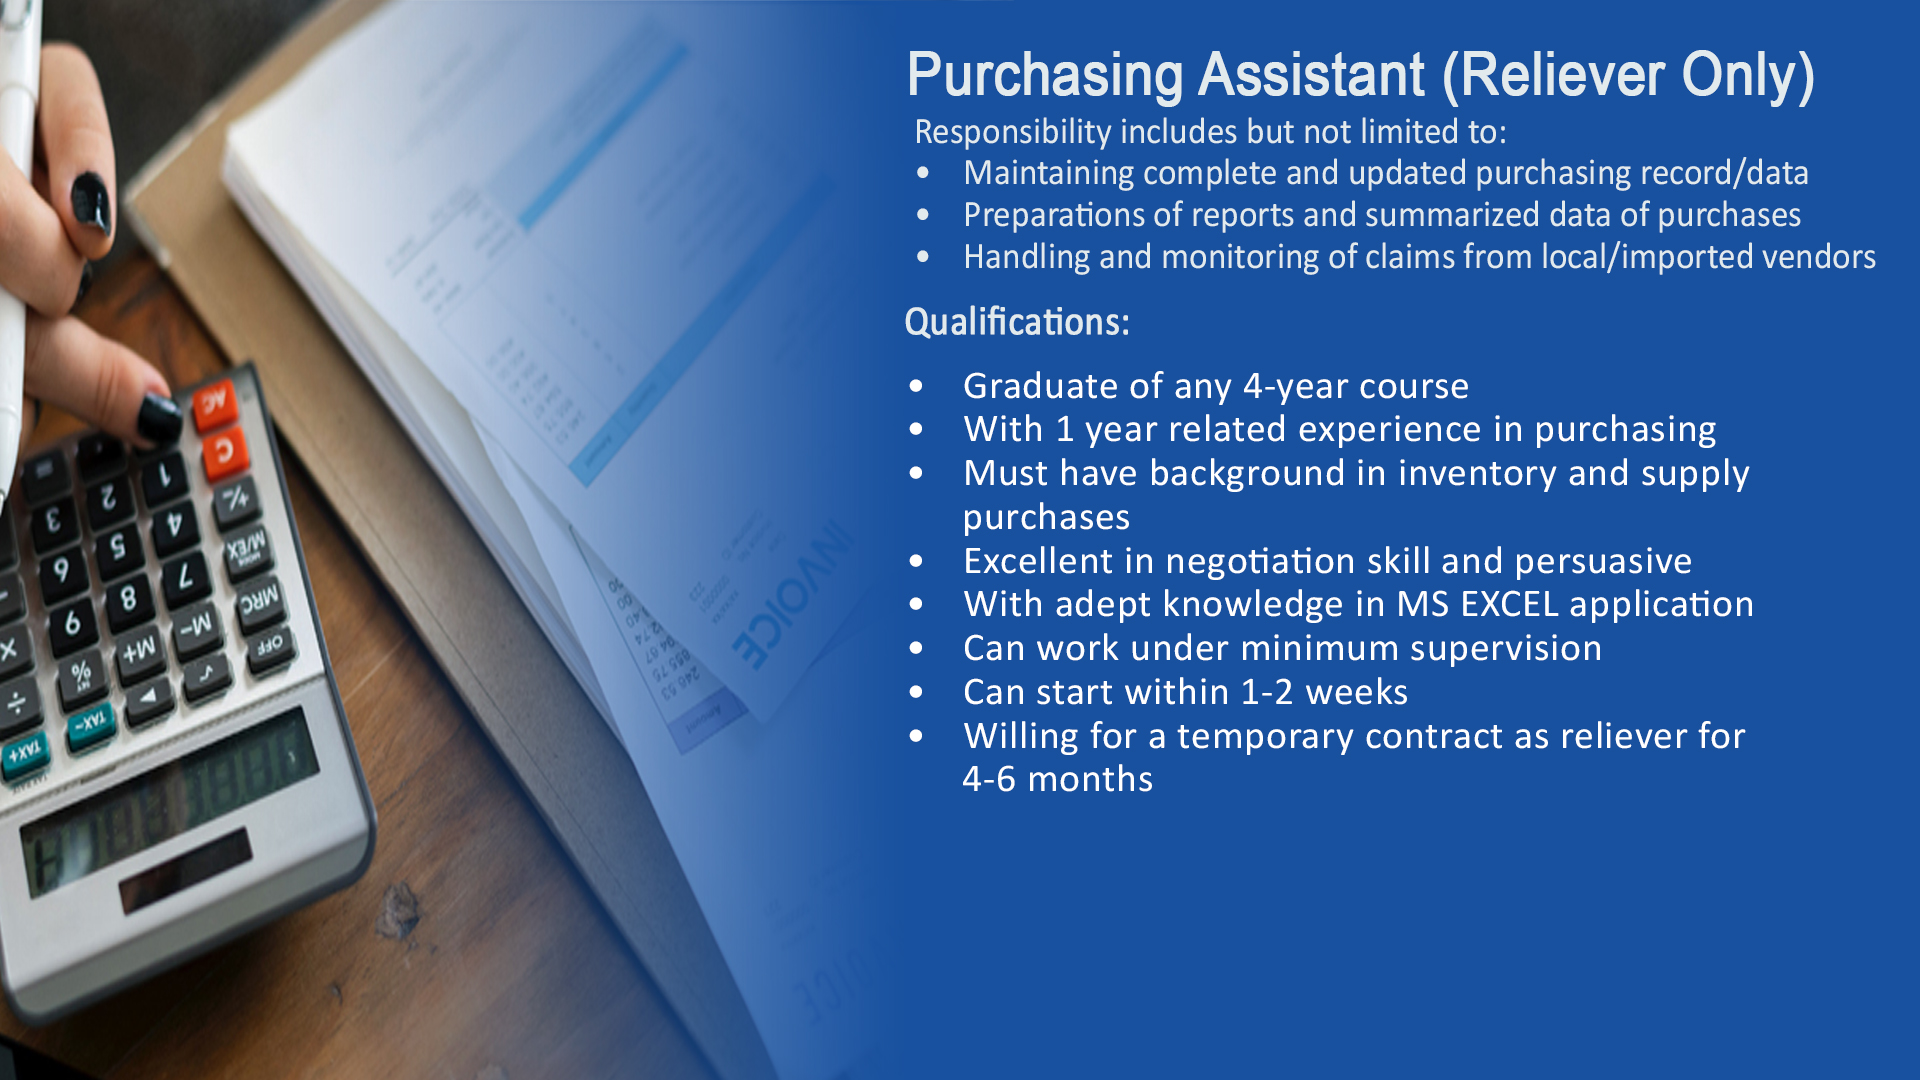 Purchasing Assistant (Reliever Only)
Responsibility includes but not limited to:
• Maintaining complete and updated purchasing record/data
• Preparations of reports and summarized data of purchases
• Handling and monitoring of claims from local/imported vendors
Qualifications:
• Graduate of any 4-year course
• With 1 year related experience in purchasing
• Must have background in inventory and supply
purchases
• Excellent in negotiation skill and persuasive
• With adept knowledge in MS EXCEL application
• Can work under minimum supervision
• Can start within 1-2 weeks
• Willing for a temporary contract as reliever for
4-6 months
INVOICE
Amount
246.53
855.75
AC
C
1
2
3
+/−
4
5
6
M/EX
7
8
9
MRC
M−
M+
%
×
OFF
√
÷
TAX−
TAX+